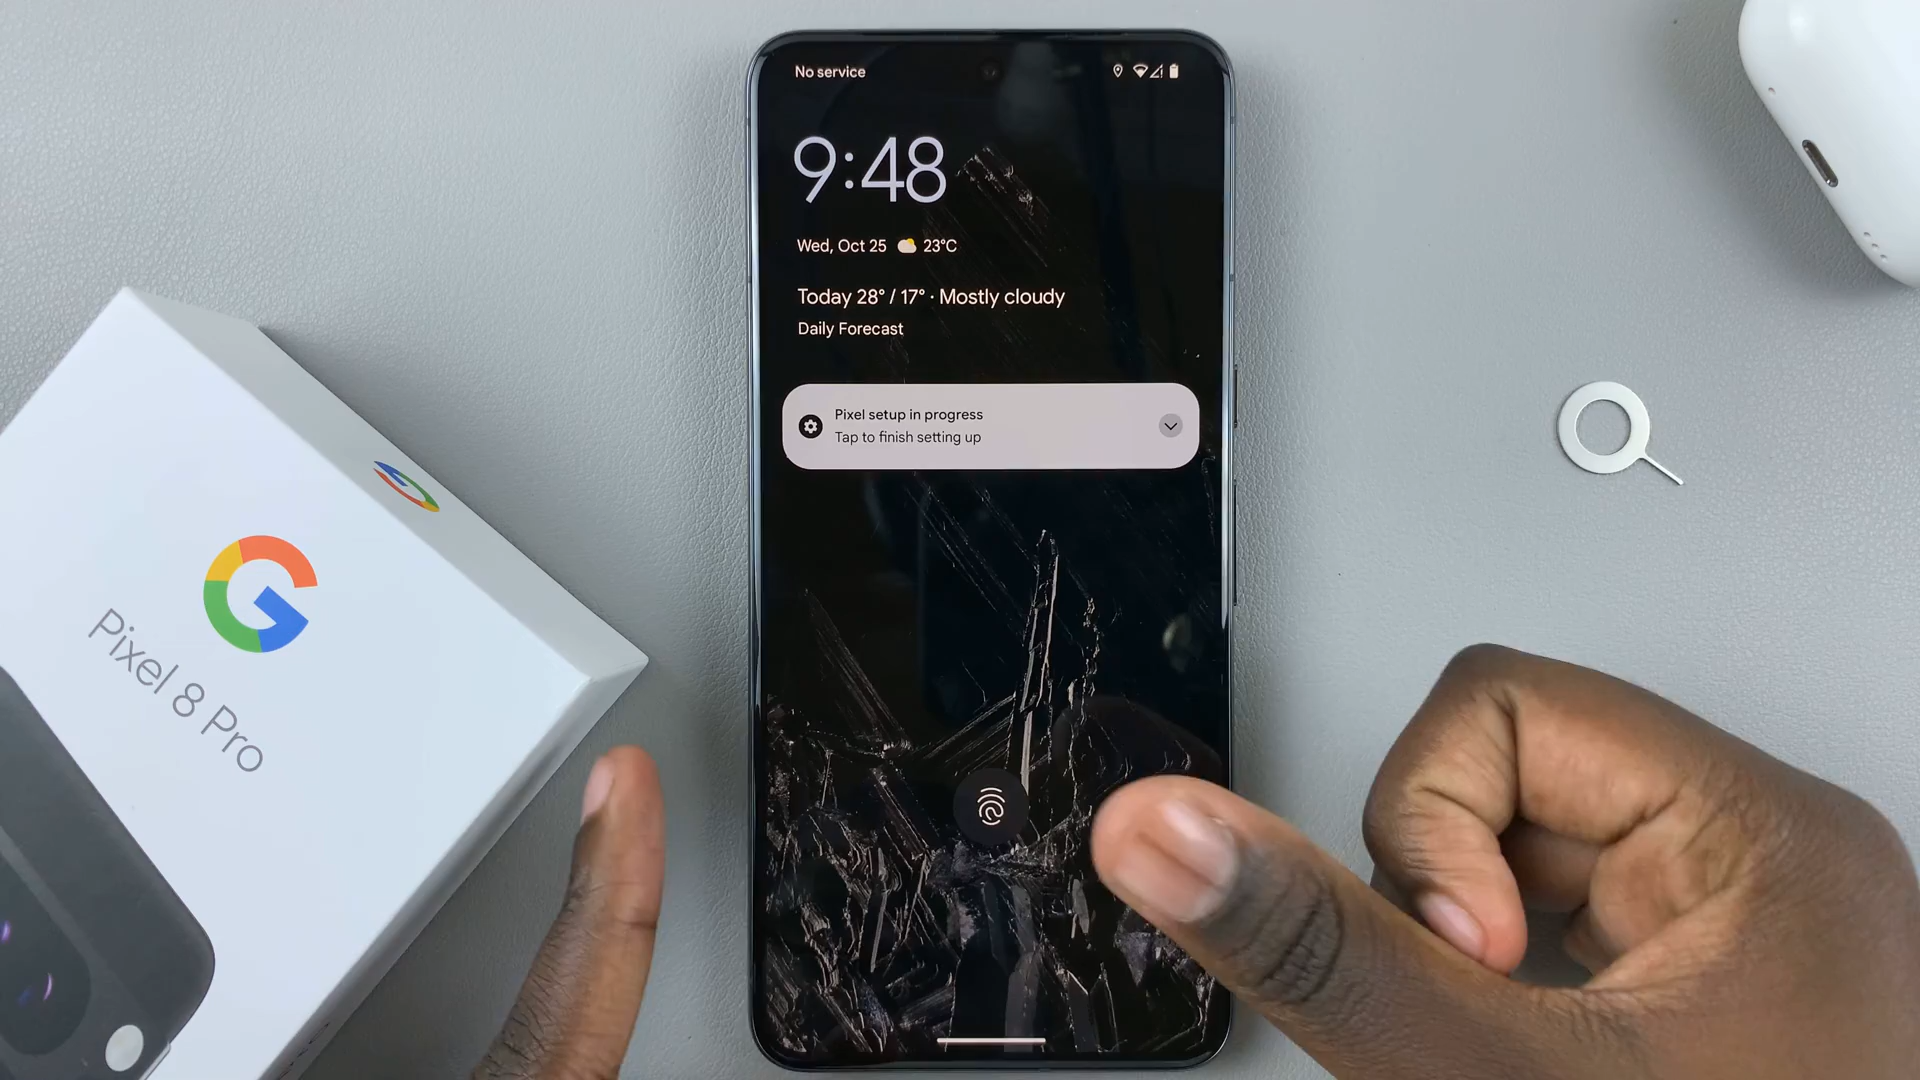 No service
9:48
Wed, Oct 25 23°C
Today 28° / 17° · Mostly cloudy
Daily Forecast
Pixel setup in progress
Tap to finish setting up
G
Pixel 8 Pro